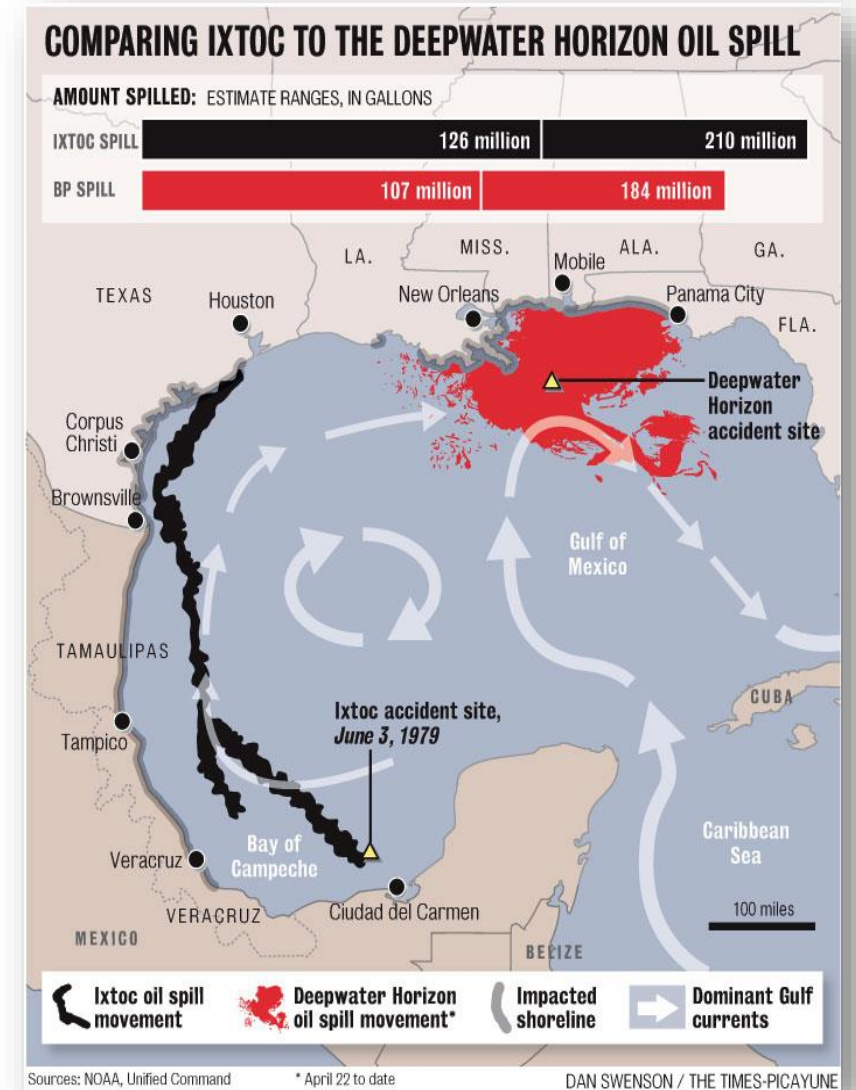 COMPARING IXTOC TO THE DEEPWATER HORIZON OIL SPILL
AMOUNT SPILLED: ESTIMATE RANGES, IN GALLONS
IXTOC SPILL 126 million 210 million
BP SPILL 107 million 184 million
LA. MISS. ALA. GA.
Mobile
TEXAS Houston New Orleans Panama City
FLA.
Deepwater
Horizon
accident site
Corpus
Christi
Brownsville
Gulf of
Mexico
TAMAULIPAS
CUBA
Ixtoc accident site,
June 3, 1979
Tampico
Bay of
Campeche
Caribbean
Sea
Veracruz
VERACRUZ
Ciudad del Carmen
100 miles
MEXICO
BELIZE
Ixtoc oil spill
movement
Deepwater Horizon
oil spill movement*
Impacted
shoreline
Dominant Gulf
currents
Sources: NOAA, Unified Command * April 22 to date DAN SWENSON / THE TIMES-PICAYUNE